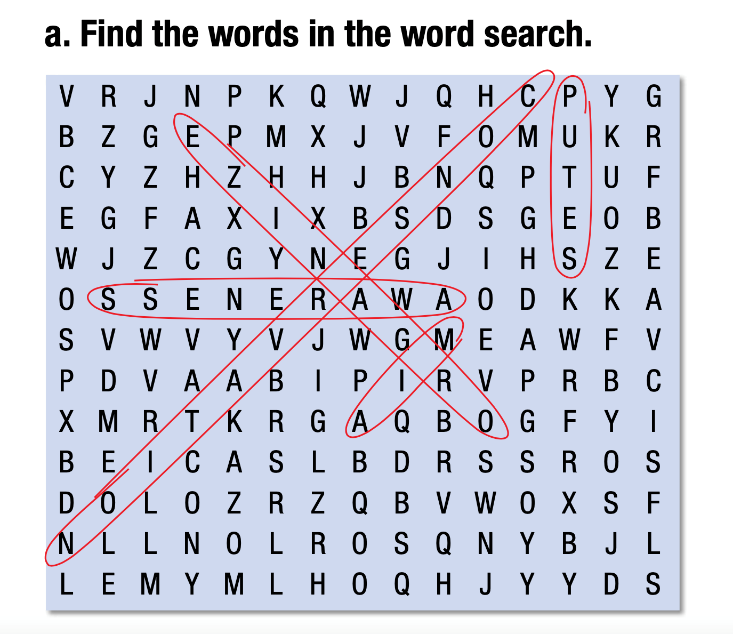 a. Find the words in the word search.
V R J N P K Q W J Q H C P Y G
B Z G E P M X J V F O M U K R
C Y Z H Z H H J B N Q P T U F
E G F A X I X B S D S G E O B
W J Z C G Y N E G J I H S Z E
O S S E N E R A W A O D K K A
S V W V Y V J W G M E A W F V
P D V A A B I P I R V P R B C
X M R T K R G A Q B O G F Y I
B E I C A S L B D R S S R O S
D O L O Z R Z Q B V W O X S F
N L L N O L R O S Q N Y B J L
L E M Y M L H O Q H J Y Y D S